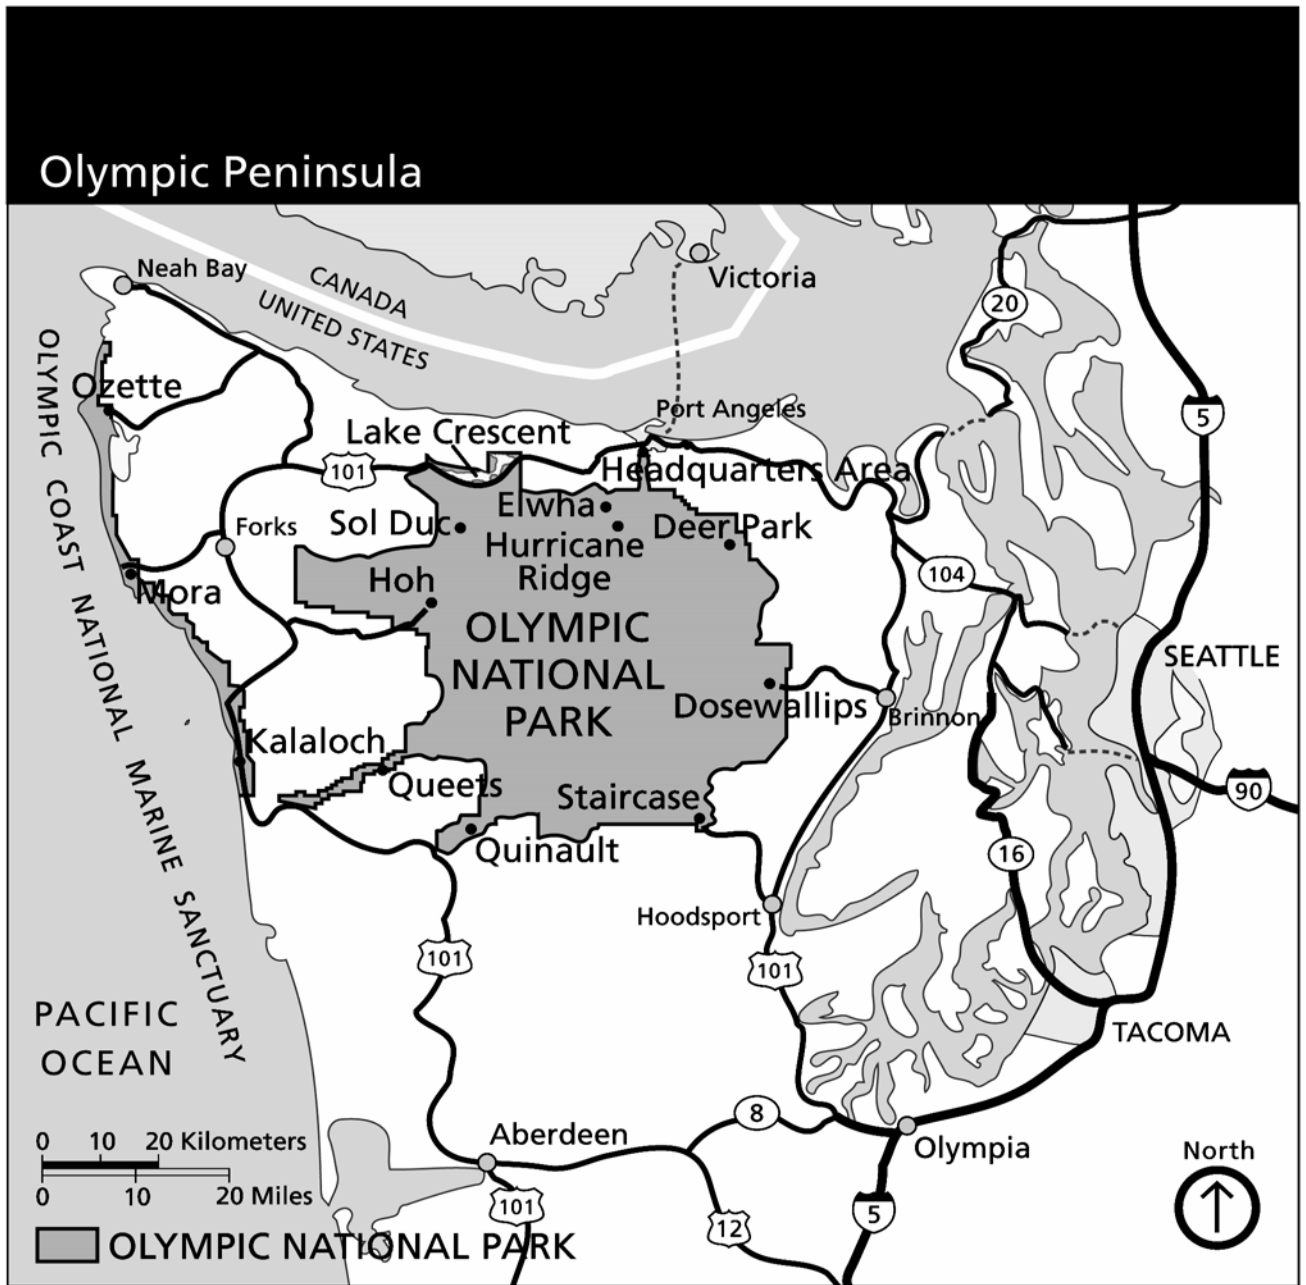 Olympic Peninsula
Neah Bay
CANADA
UNITED STATES
Victoria
20
OLYMPIC COAST NATIONAL MARINE SANCTUARY
Ozette
Port Angeles
5
Lake Crescent
101
Headquarters Area
Elwha
Forks
Sol Duc
Deer Park
Hurricane
Ridge
104
Hoh
Mora
OLYMPIC
NATIONAL
PARK
SEATTLE
Dosewallips
Brinnon
Kalaloch
Queets
Staircase
90
Quinault
16
Hoodsport
101
101
PACIFIC
OCEAN
TACOMA
8
0 10 20 Kilometers
Aberdeen
Olympia
North
0 10 20 Miles
101
12
5
OLYMPIC NATIONAL PARK